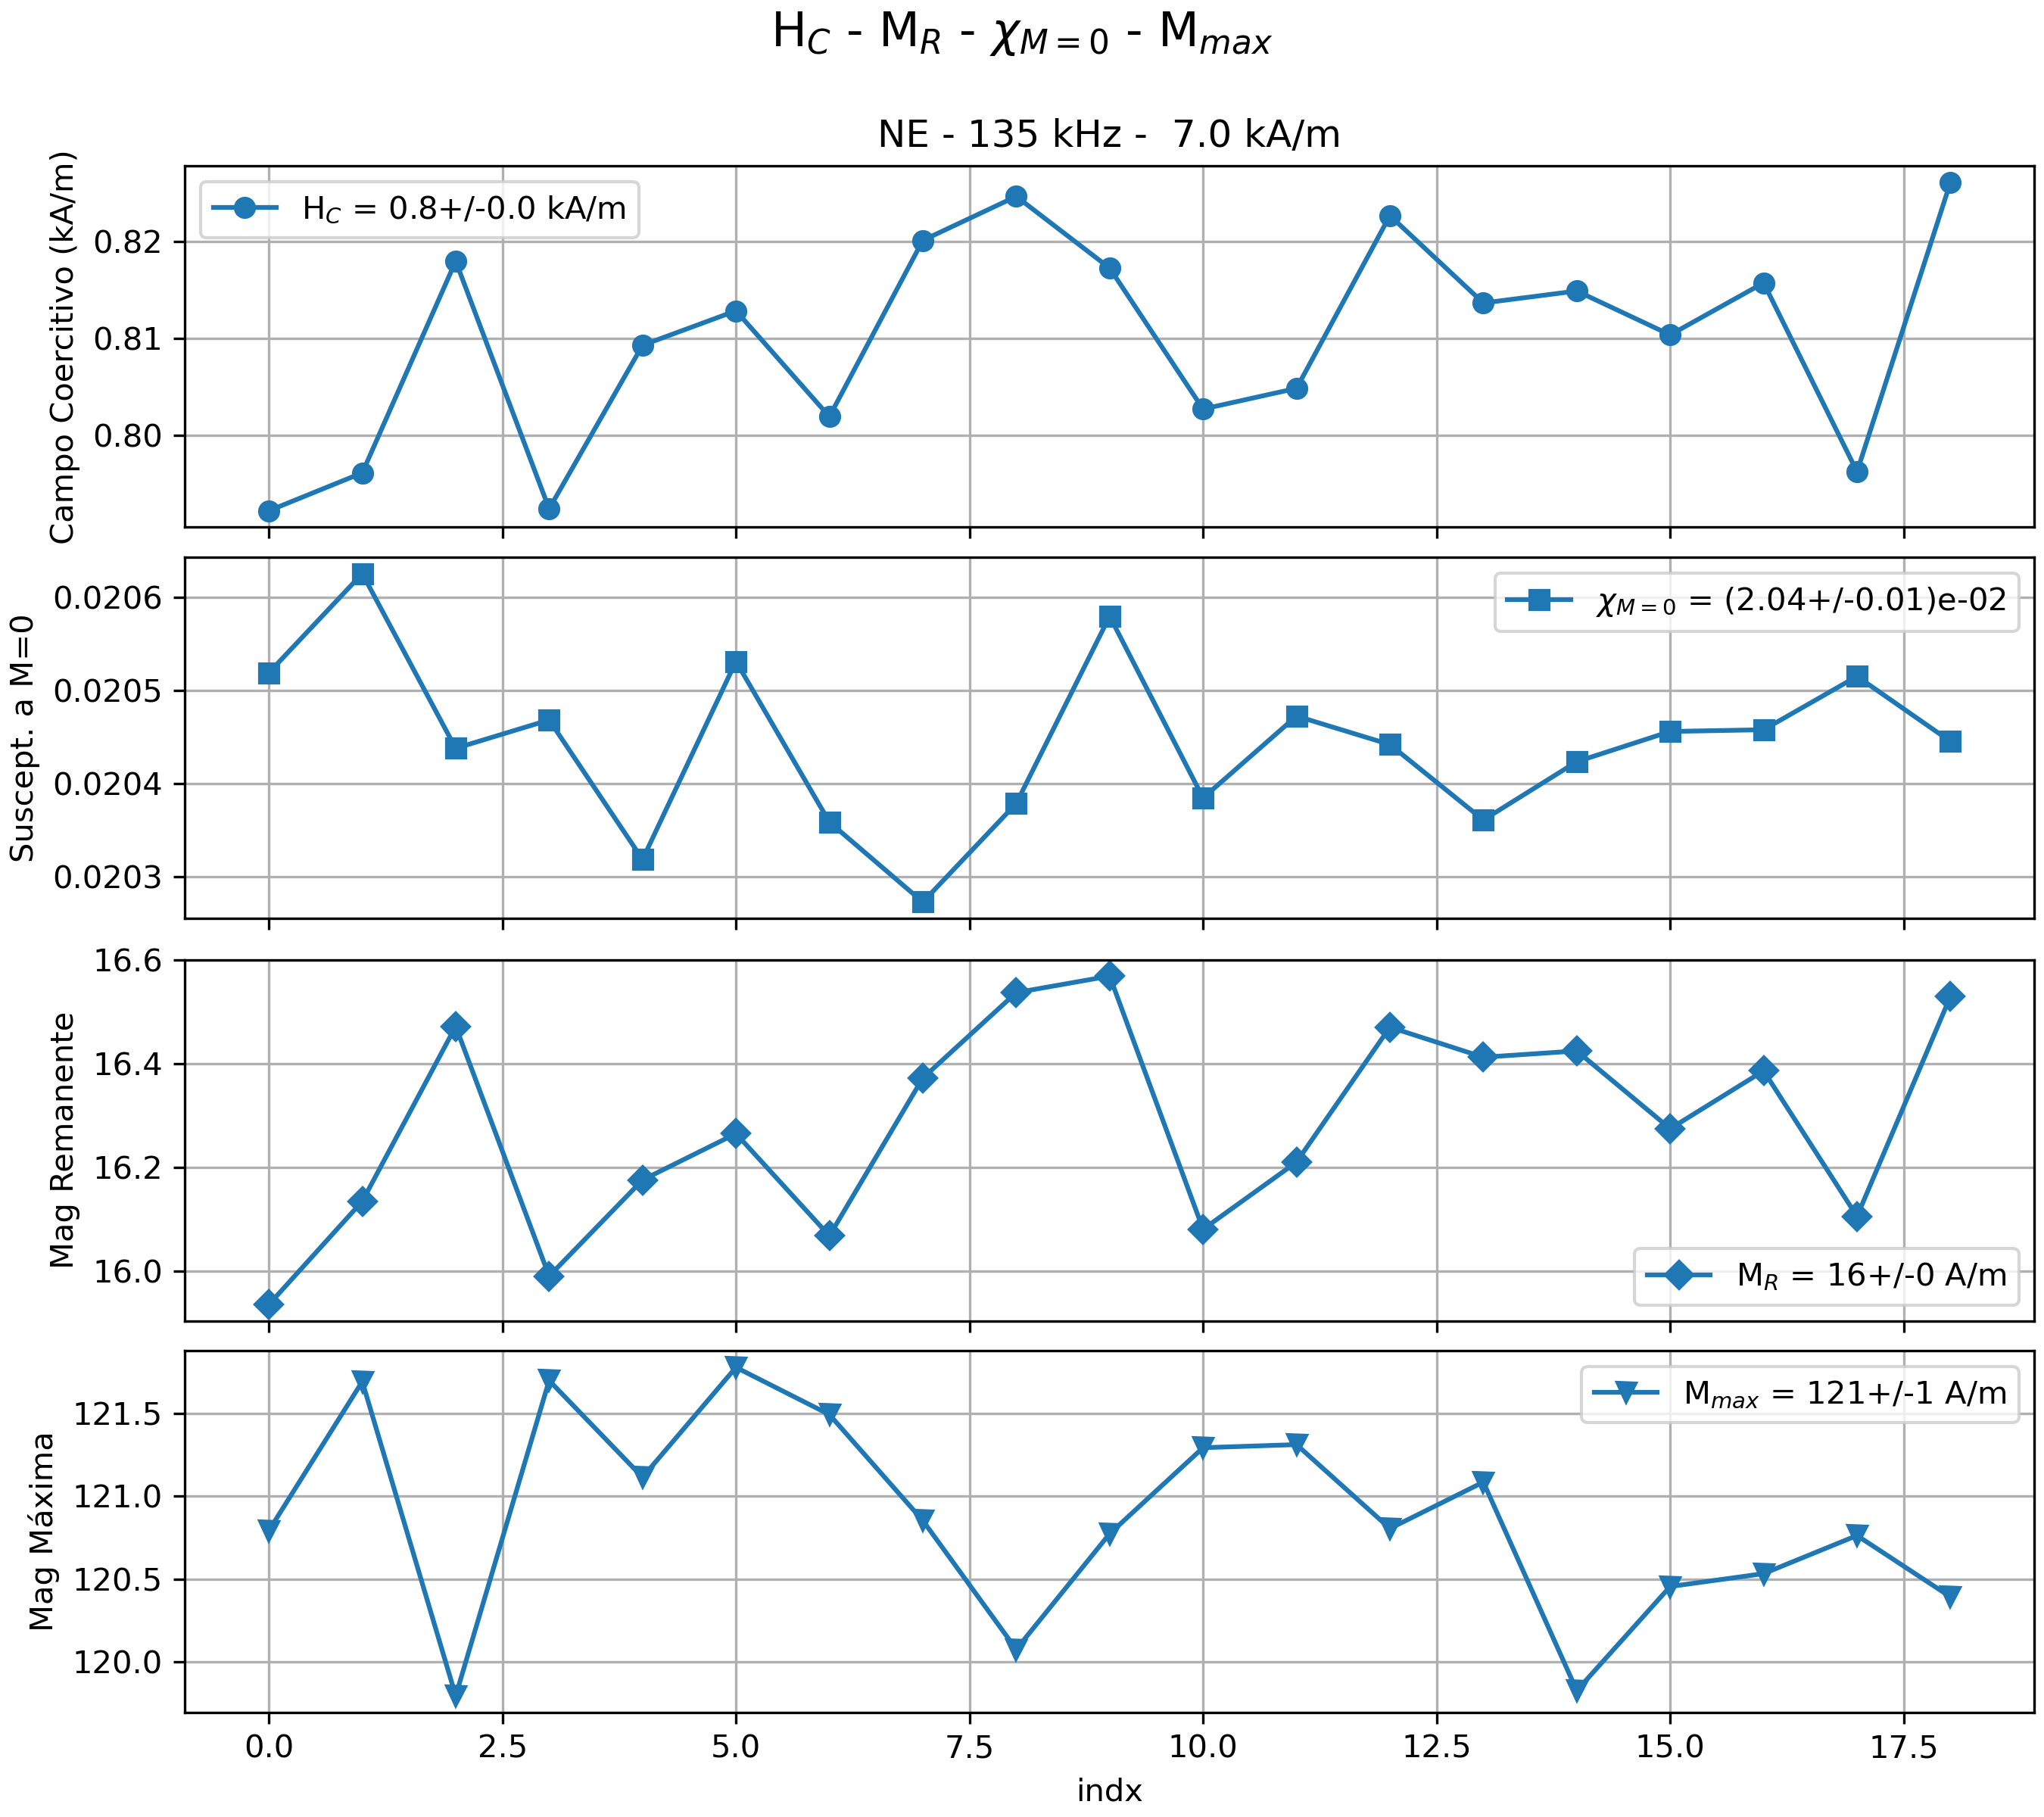 H_C - M_R - χ_{M=0} - M_{max}
NE - 135 kHz -  7.0 kA/m
Campo Coercitivo (kA/m)
0.82
0.81
0.80
H_C = 0.8+/-0.0 kA/m
Suscept. a M=0
0.0206
0.0205
0.0204
0.0203
χ_{M=0} = (2.04+/-0.01)e-02
Mag Remanente
16.6
16.4
16.2
16.0
M_R = 16+/-0 A/m
Mag Máxima
121.5
121.0
120.5
120.0
M_{max} = 121+/-1 A/m
0.0 2.5 5.0 7.5 10.0 12.5 15.0 17.5
indx